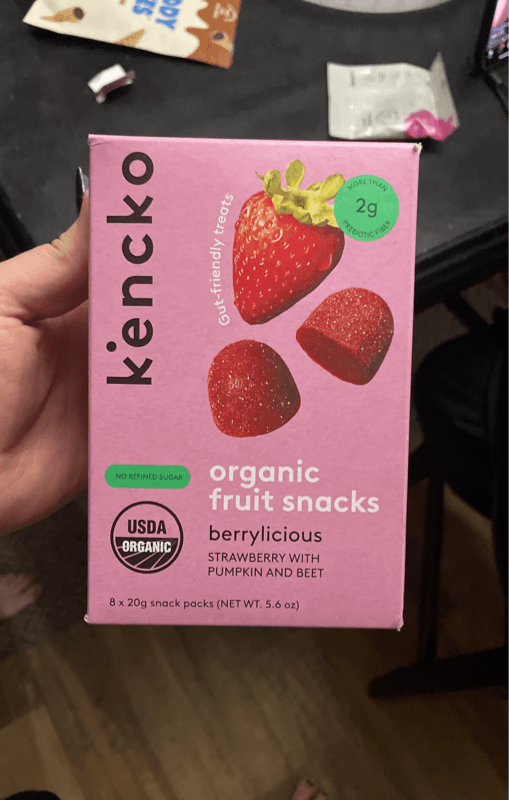 kencko
Gut-friendly treats
MORE THAN
2g
PREBIOTIC FIBER
NO REFINED SUGAR
organic
fruit snacks
USDA
ORGANIC
berrylicious
STRAWBERRY WITH
PUMPKIN AND BEET
8 x 20g snack packs (NET WT. 5.6 oz)